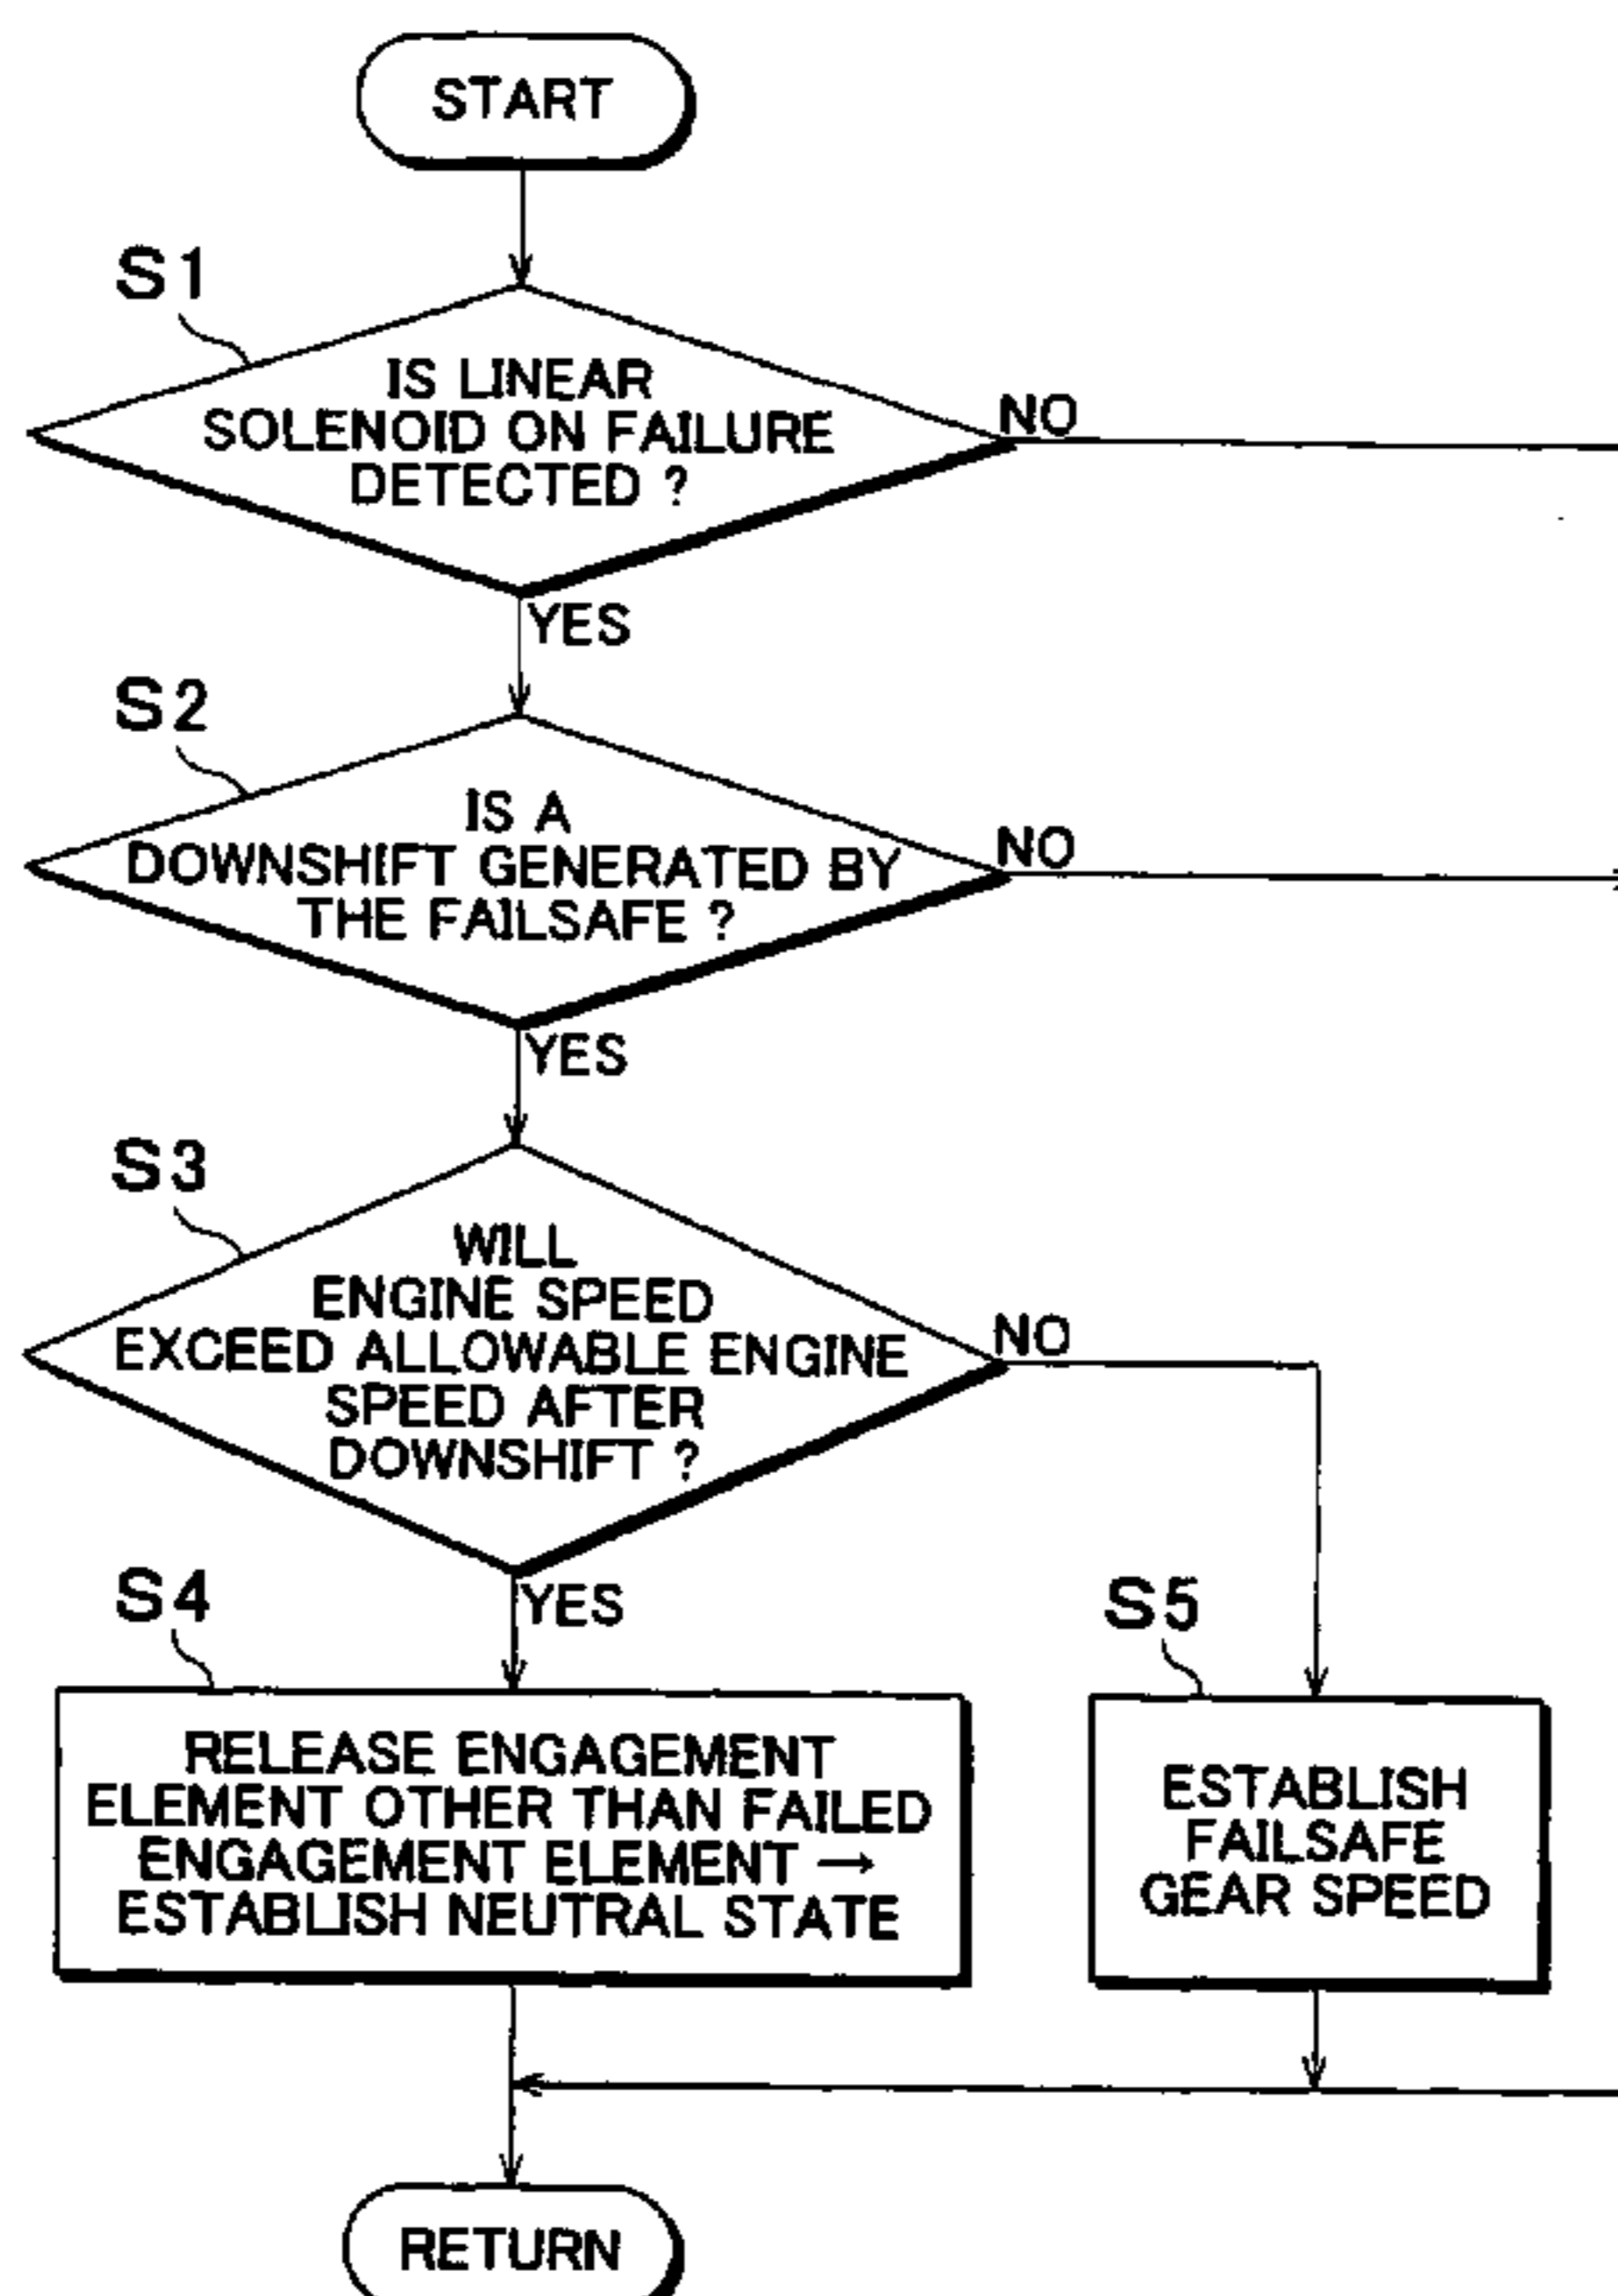 START
S1
IS LINEAR
SOLENOID ON FAILURE
DETECTED ?
NO
YES
S2
IS A
DOWNSHIFT GENERATED BY
THE FAILSAFE ?
NO
YES
S3
WILL
ENGINE SPEED
EXCEED ALLOWABLE ENGINE
SPEED AFTER
DOWNSHIFT ?
NO
YES
S4
RELEASE ENGAGEMENT
ELEMENT OTHER THAN FAILED
ENGAGEMENT ELEMENT →
ESTABLISH NEUTRAL STATE
S5
ESTABLISH
FAILSAFE
GEAR SPEED
RETURN